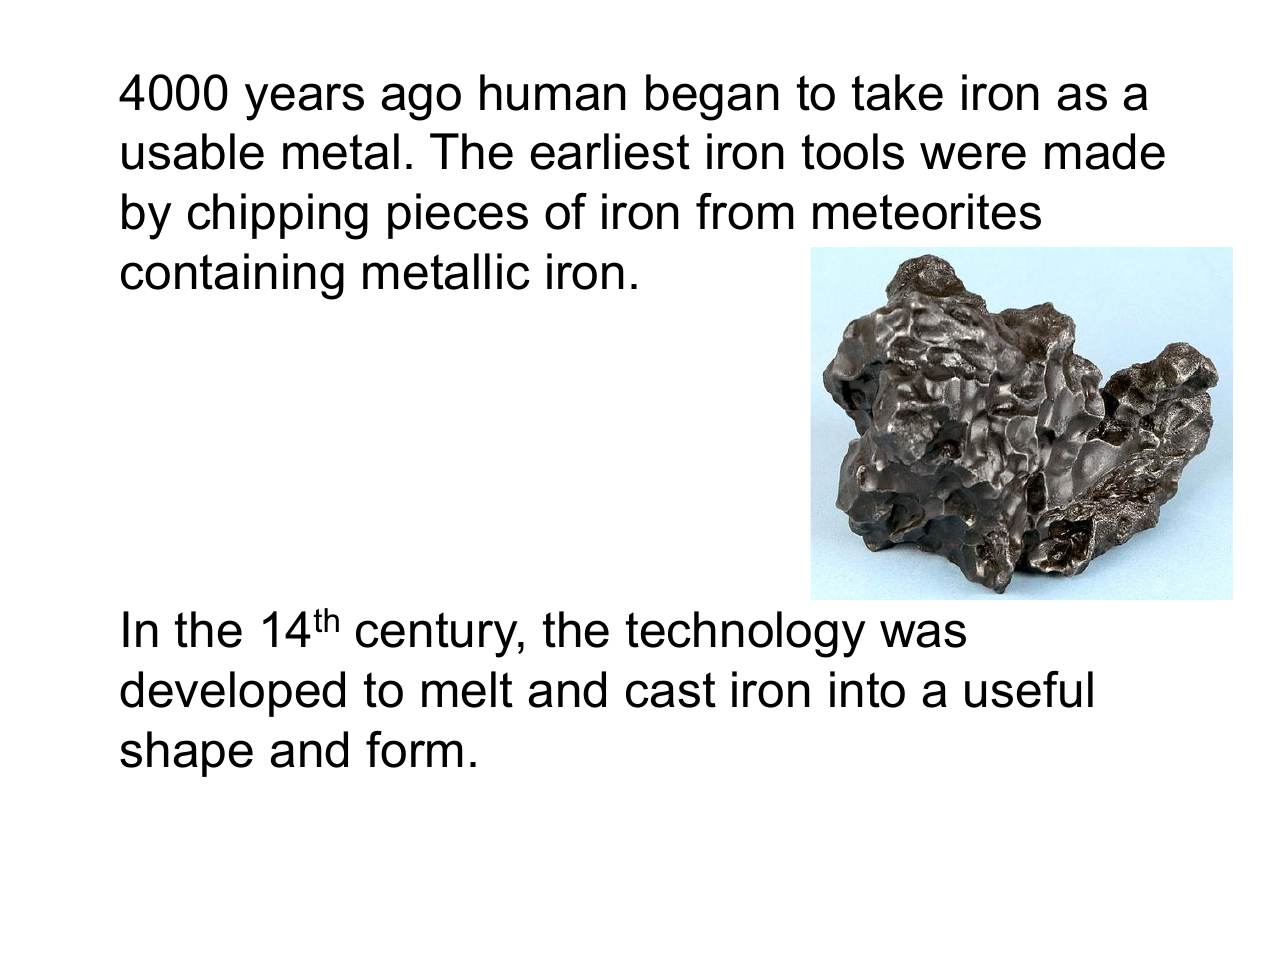 4000 years ago human began to take iron as a
usable metal. The earliest iron tools were made
by chipping pieces of iron from meteorites
containing metallic iron.
In the 14th century, the technology was
developed to melt and cast iron into a useful
shape and form.